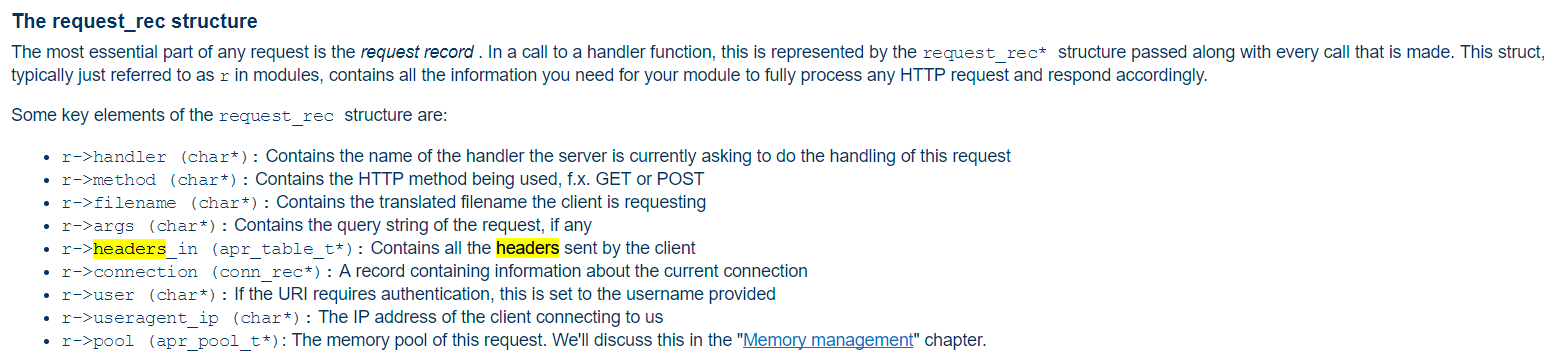 The request_rec structure
The most essential part of any request is the request record . In a call to a handler function, this is represented by the request_rec* structure passed along with every call that is made. This struct,
typically just referred to as r in modules, contains all the information you need for your module to fully process any HTTP request and respond accordingly.
Some key elements of the request_rec structure are:
• r->handler (char*): Contains the name of the handler the server is currently asking to do the handling of this request
• r->method (char*): Contains the HTTP method being used, f.x. GET or POST
• r->filename (char*): Contains the translated filename the client is requesting
• r->args (char*): Contains the query string of the request, if any
• r->headers_in (apr_table_t*): Contains all the headers sent by the client
• r->connection (conn_rec*): A record containing information about the current connection
• r->user (char*): If the URI requires authentication, this is set to the username provided
• r->useragent_ip (char*): The IP address of the client connecting to us
• r->pool (apr_pool_t*): The memory pool of this request. We'll discuss this in the "Memory management" chapter.